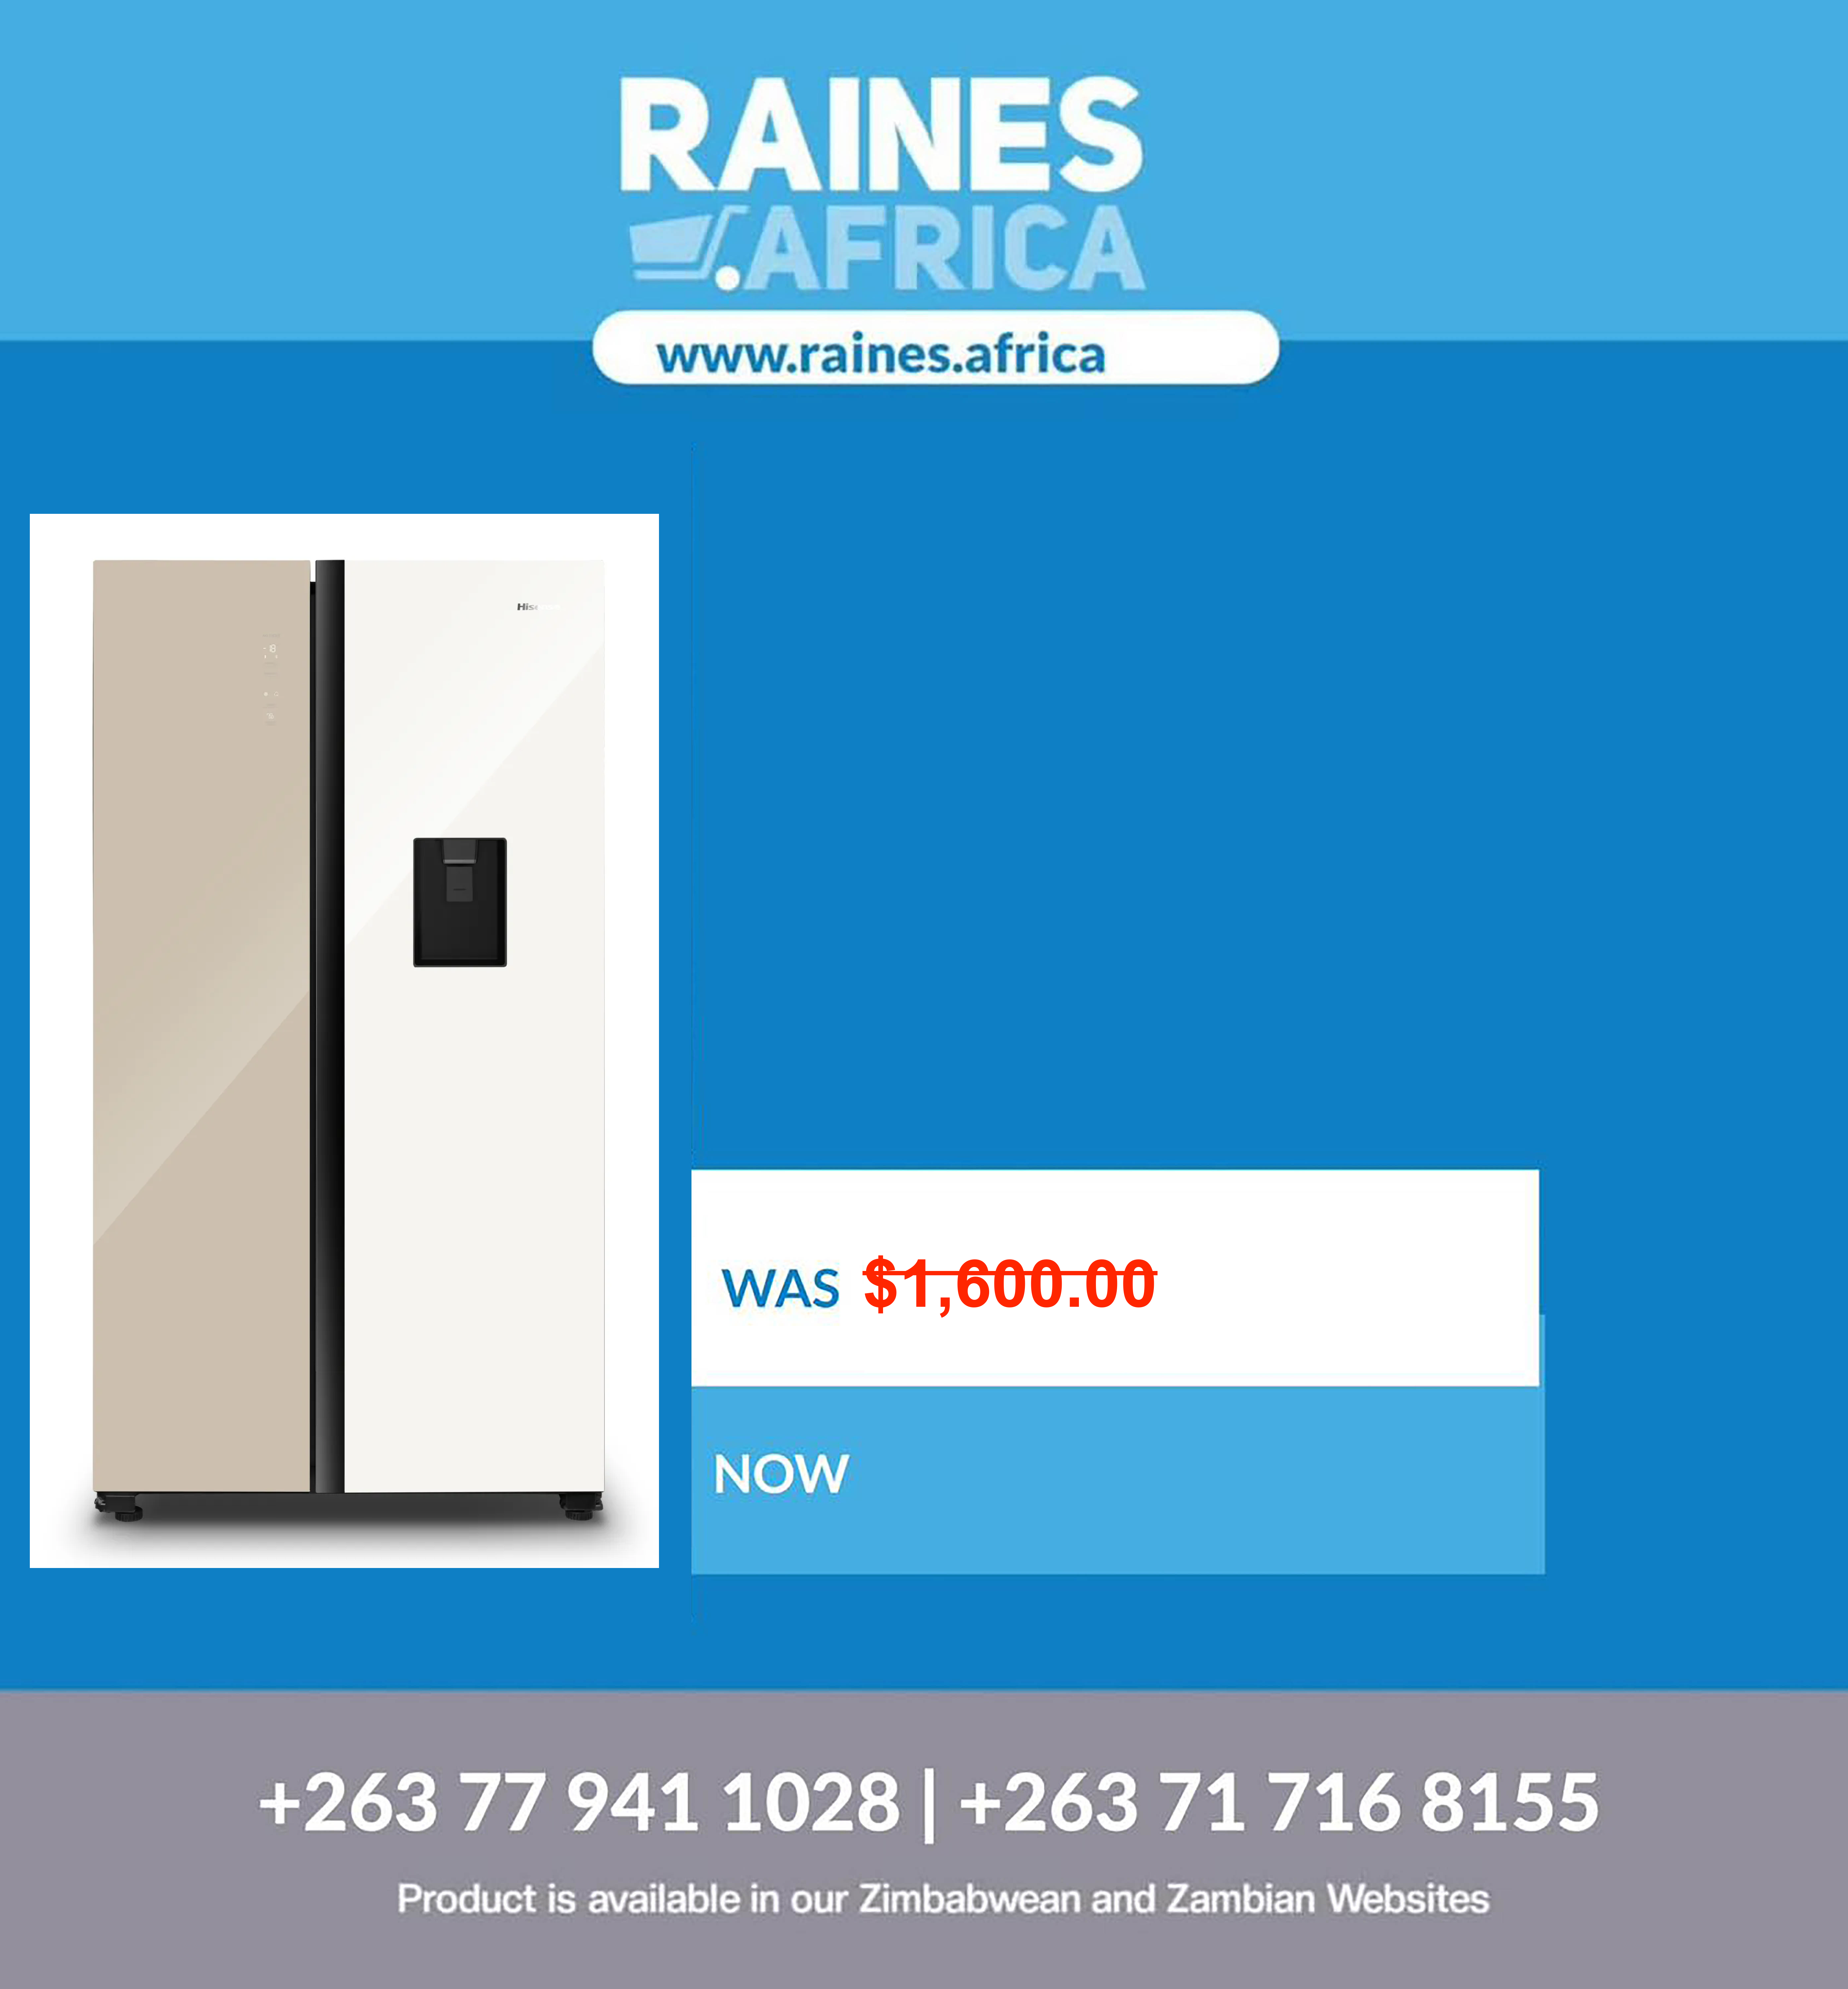 RAINES
.AFRICA
www.raines.africa
WAS $1,600.00
NOW
+263 77 941 1028 | +263 71 716 8155
Product is available in our Zimbabwean and Zambian Websites